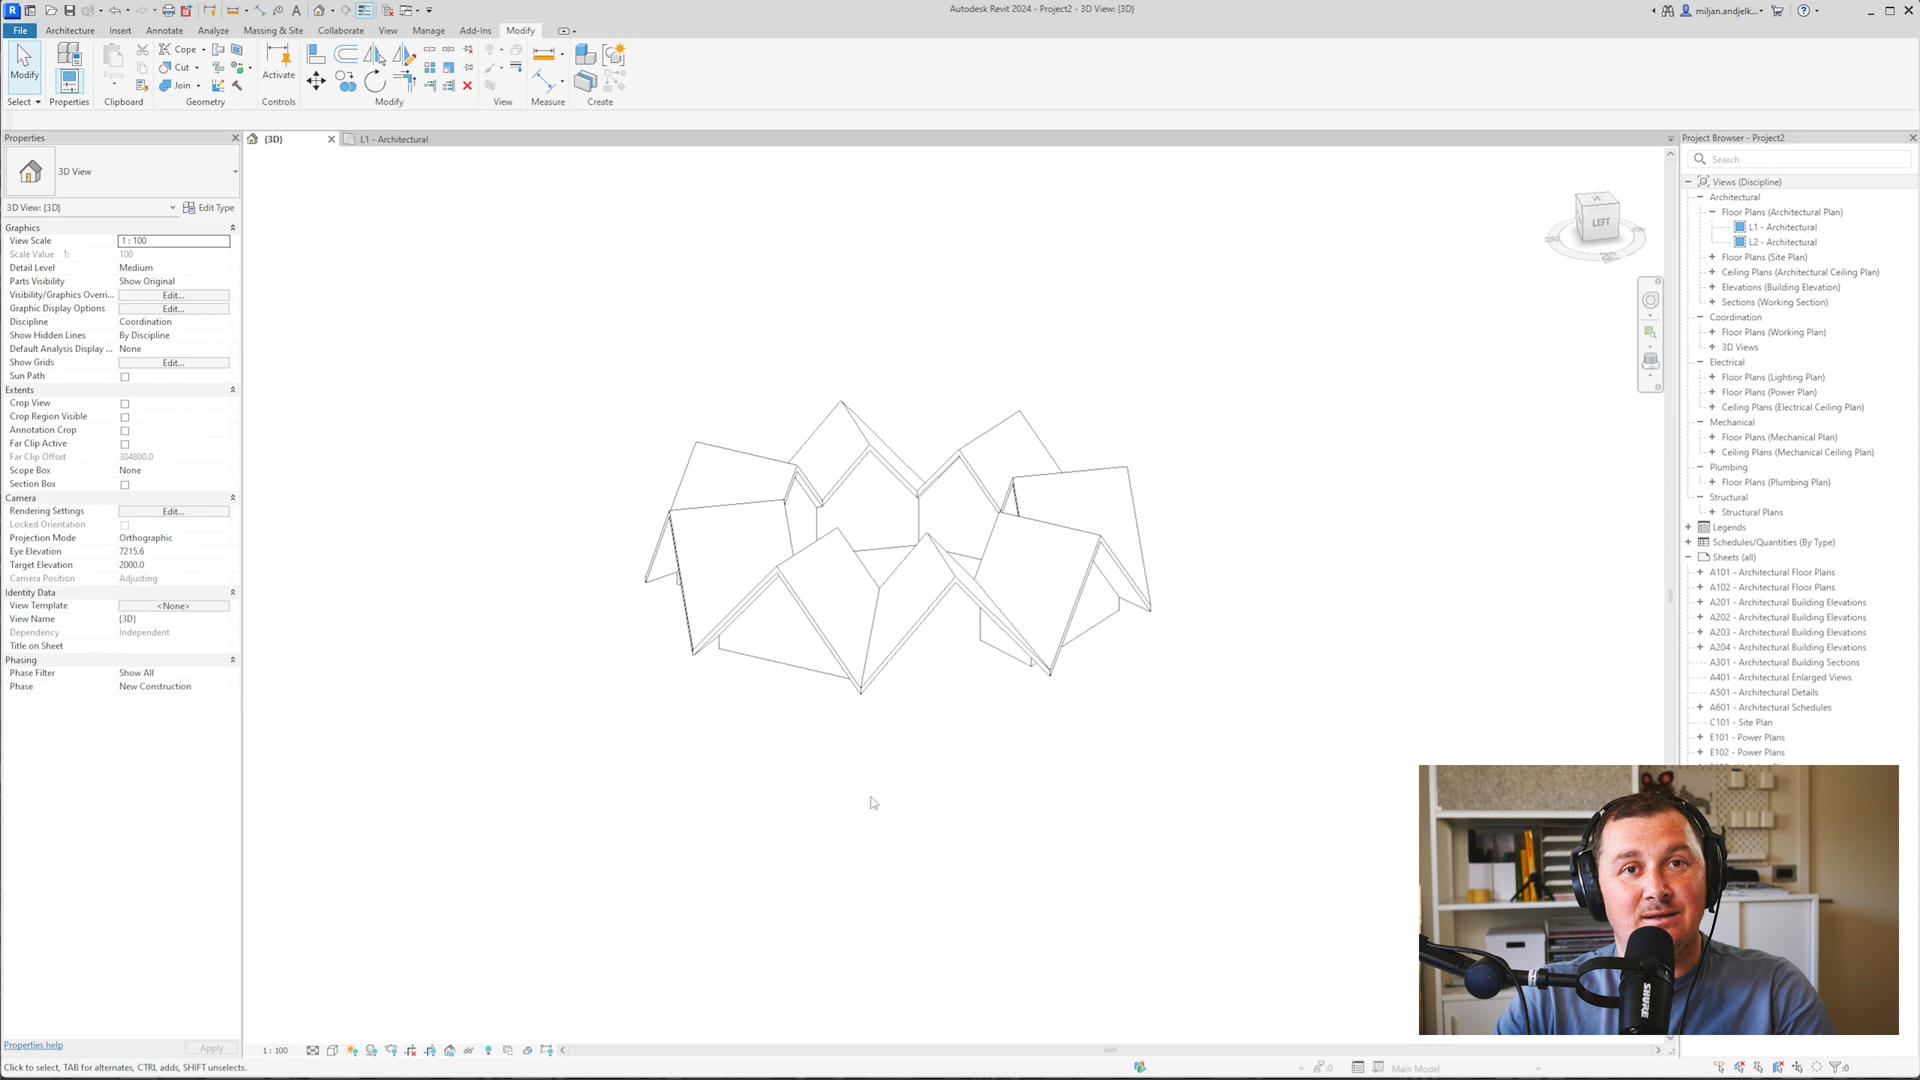 Autodesk Revit 2024 - Project2 - 3D View: {3D}
miljan.andjelk...
File
Architecture
Insert
Annotate
Analyze
Massing & Site
Collaborate
View
Manage
Add-Ins
Modify
Modify
Select
Properties
Paste
Clipboard
Cope
Cut
Join
Geometry
Activate
Controls
Modify
View
Measure
Create
Properties
3D View
3D View: {3D}
Edit Type
Graphics
View Scale 1 : 100
Scale Value 1: 100
Detail Level Medium
Parts Visibility Show Original
Visibility/Graphics Overri... Edit...
Graphic Display Options Edit...
Discipline Coordination
Show Hidden Lines By Discipline
Default Analysis Display ... None
Show Grids Edit...
Sun Path
Extents
Crop View
Crop Region Visible
Annotation Crop
Far Clip Active
Far Clip Offset 304800.0
Scope Box None
Section Box
Camera
Rendering Settings Edit...
Locked Orientation
Projection Mode Orthographic
Eye Elevation 7215.6
Target Elevation 2000.0
Camera Position Adjusting
Identity Data
View Template <None>
View Name {3D}
Dependency Independent
Title on Sheet
Phasing
Phase Filter Show All
Phase New Construction
Properties help
Apply
{3D}
L1 - Architectural
LEFT
Project Browser - Project2
Search
Views (Discipline)
Architectural
Floor Plans (Architectural Plan)
L1 - Architectural
L2 - Architectural
Floor Plans (Site Plan)
Ceiling Plans (Architectural Ceiling Plan)
Elevations (Building Elevation)
Sections (Working Section)
Coordination
Floor Plans (Working Plan)
3D Views
Electrical
Floor Plans (Lighting Plan)
Floor Plans (Power Plan)
Ceiling Plans (Electrical Ceiling Plan)
Mechanical
Floor Plans (Mechanical Plan)
Ceiling Plans (Mechanical Ceiling Plan)
Plumbing
Floor Plans (Plumbing Plan)
Structural
Structural Plans
Legends
Schedules/Quantities (By Type)
Sheets (all)
A101 - Architectural Floor Plans
A102 - Architectural Floor Plans
A201 - Architectural Building Elevations
A202 - Architectural Building Elevations
A203 - Architectural Building Elevations
A204 - Architectural Building Elevations
A301 - Architectural Building Sections
A401 - Architectural Enlarged Views
A501 - Architectural Details
A601 - Architectural Schedules
C101 - Site Plan
E101 - Power Plans
E102 - Power Plans
SHURE
1 : 100
Click to select, TAB for alternates, CTRL adds, SHIFT unselects.
:0
Main Model
:0